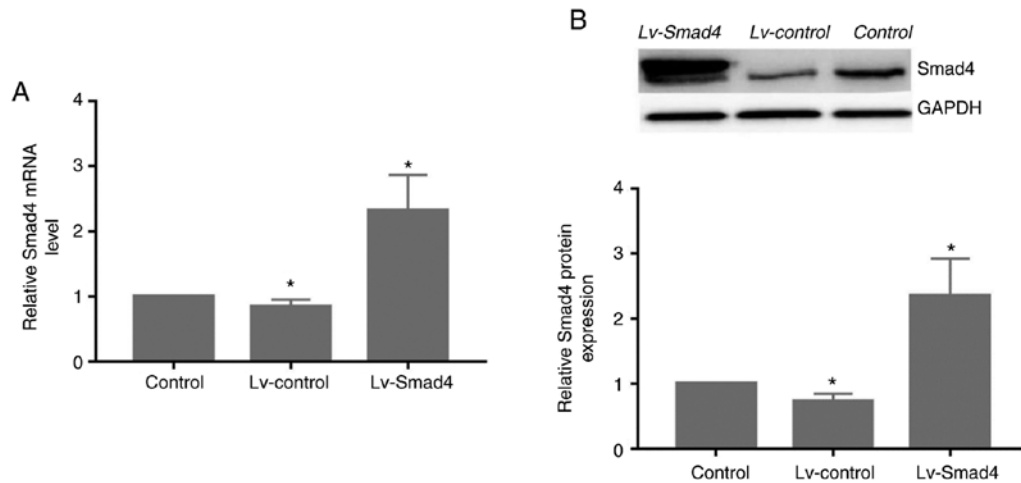 A
Relative Smad4 mRNA
level
4
3
2
1
0
*
*
Control Lv-control Lv-Smad4
B
Lv-Smad4 Lv-control Control
Smad4
GAPDH
Relative Smad4 protein
expression
4
3
2
1
0
*
*
Control Lv-control Lv-Smad4